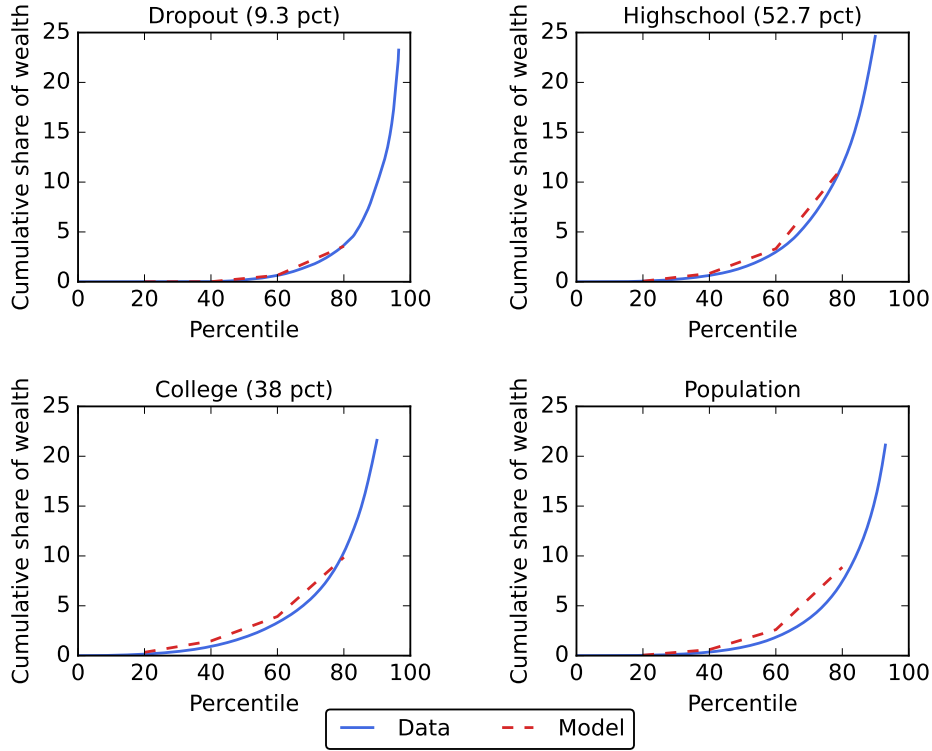 Dropout (9.3 pct)
Cumulative share of wealth
25
20
15
10
5
0
0 20 40 60 80 100
Percentile
Highschool (52.7 pct)
Cumulative share of wealth
25
20
15
10
5
0
0 20 40 60 80 100
Percentile
College (38 pct)
Cumulative share of wealth
25
20
15
10
5
0
0 20 40 60 80 100
Percentile
Population
Cumulative share of wealth
25
20
15
10
5
0
0 20 40 60 80 100
Percentile
Data Model